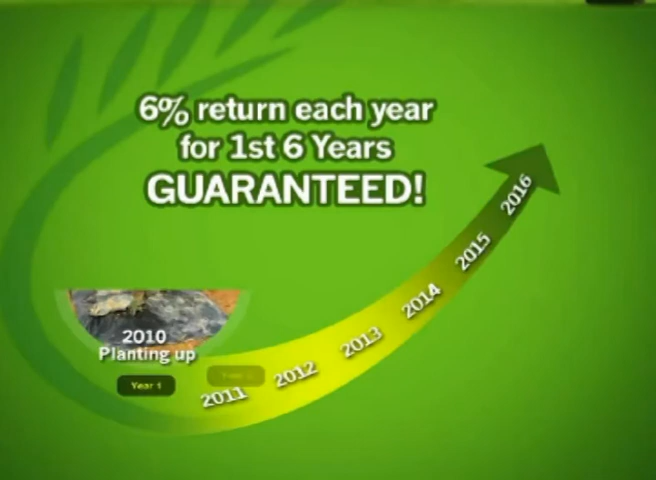 6% return each year
for 1st 6 Years
GUARANTEED!
2016
2015
2014
2013
2012
2011
2010
Planting up
Year 1